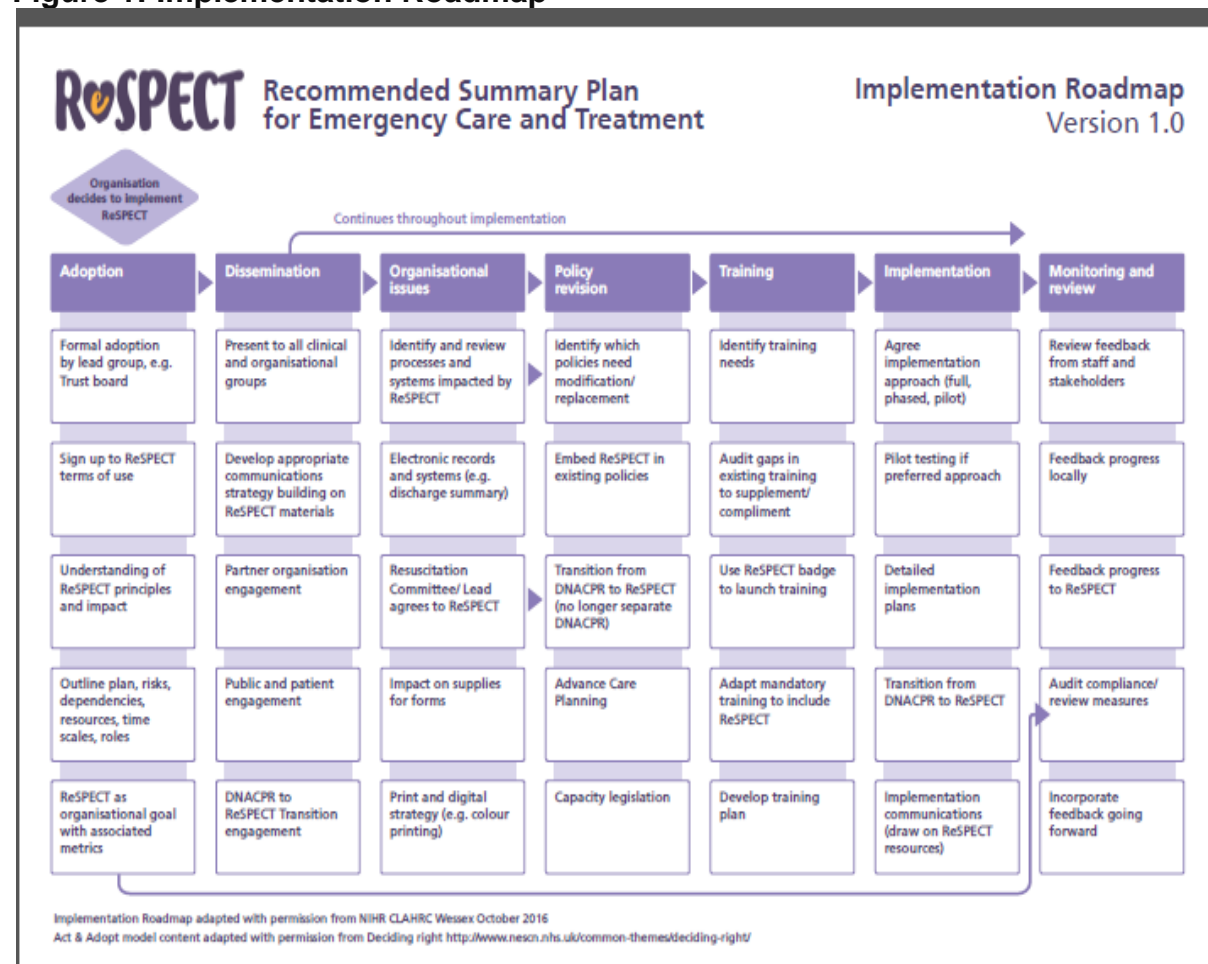 Figure 1: Implementation Roadmap
ReSPECT
Recommended Summary Plan
for Emergency Care and Treatment
Implementation Roadmap
Version 1.0
Organisation
decides to implement
ReSPECT
Continues throughout implementation
Adoption
Dissemination
Organisational
issues
Policy
revision
Training
Implementation
Monitoring and
review
Formal adoption
by lead group, e.g.
Trust board
Present to all clinical
and organisational
groups
Identify and review
processes and
systems impacted by
ReSPECT
Identify which
policies need
modification/
replacement
Identify training
needs
Agree
implementation
approach (full,
phased, pilot)
Review feedback
from staff and
stakeholders
Sign up to ReSPECT
terms of use
Develop appropriate
communications
strategy building on
ReSPECT materials
Electronic records
and systems (e.g.
discharge summary)
Embed ReSPECT in
existing policies
Audit gaps in
existing training
to supplement/
compliment
Pilot testing if
preferred approach
Feedback progress
locally
Understanding of
ReSPECT principles
and impact
Partner organisation
engagement
Resuscitation
Committee/ Lead
agrees to ReSPECT
Transition from
DNACPR to ReSPECT
(no longer separate
DNACPR)
Use ReSPECT badge
to launch training
Detailed
implementation
plans
Feedback progress
to ReSPECT
Outline plan, risks,
dependencies,
resources, time
scales, roles
Public and patient
engagement
Impact on supplies
for forms
Advance Care
Planning
Adapt mandatory
training to include
ReSPECT
Transition from
DNACPR to ReSPECT
Audit compliance/
review measures
ReSPECT as
organisational goal
with associated
metrics
DNACPR to
ReSPECT Transition
engagement
Print and digital
strategy (e.g. colour
printing)
Capacity legislation
Develop training
plan
Implementation
communications
(draw on ReSPECT
resources)
Incorporate
feedback going
forward
Implementation Roadmap adapted with permission from NIHR CLAHRC Wessex October 2016
Act & Adopt model content adapted with permission from Deciding right http://www.nescn.nhs.uk/common-themes/deciding-right/